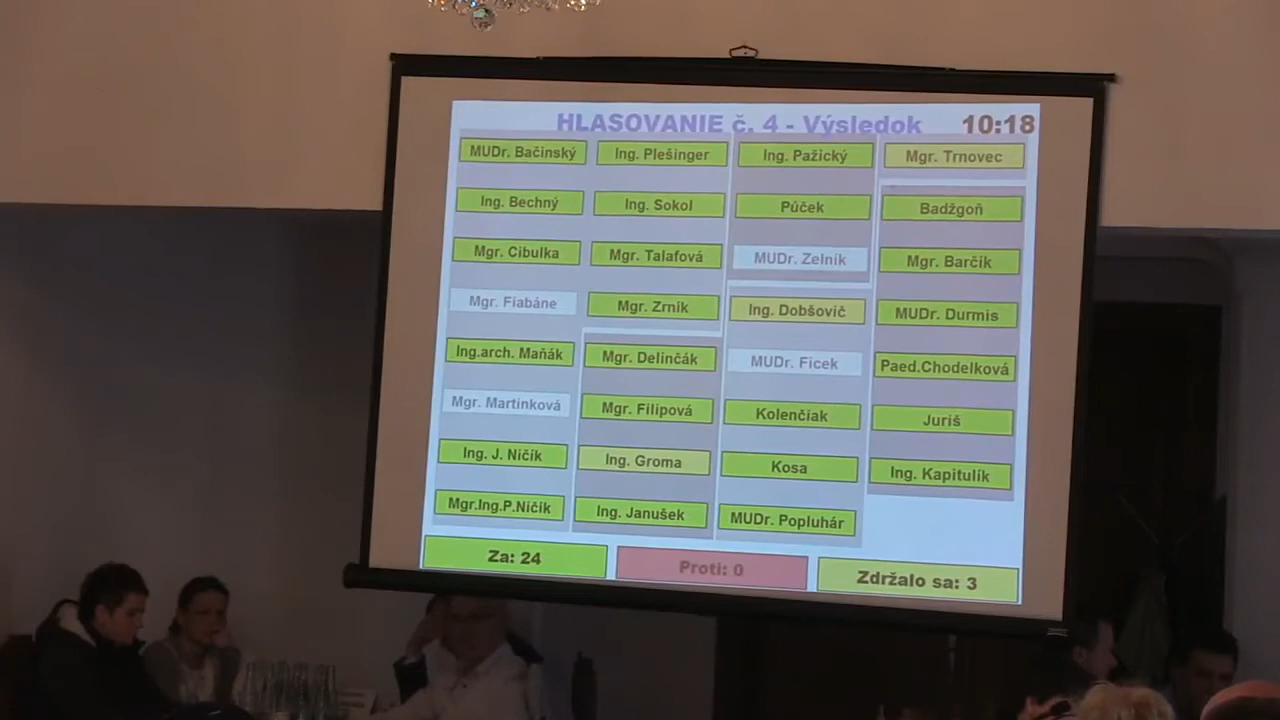 HLASOVANIE č. 4 - Výsledok 10:18
MUDr. Bačinský Ing. Plešinger Ing. Pažický Mgr. Trnovec
Ing. Bechný Ing. Sokol Púček Badžgoň
Mgr. Cibulka Mgr. Talafová MUDr. Zelník Mgr. Barčík
Mgr. Fiabáne Mgr. Zrník Ing. Dobšovič MUDr. Durmis
Ing.arch. Maňák Mgr. Delinčák MUDr. Ficek Paed.Chodelková
Mgr. Martinková Mgr. Filipová Kolenčiak Juriš
Ing. J. Ničík Ing. Groma Kosa Ing. Kapitulík
Mgr.Ing.P.Ničík Ing. Janušek MUDr. Popluhár
Za: 24 Proti: 0 Zdržalo sa: 3